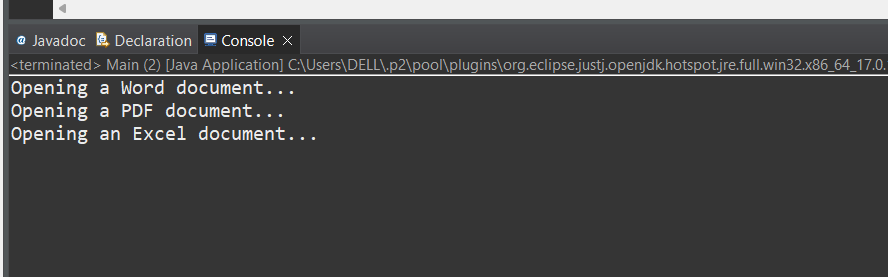 Javadoc Declaration Console
<terminated> Main (2) [Java Application] C:\Users\DELL\.p2\pool\plugins\org.eclipse.justj.openjdk.hotspot.jre.full.win32.x86_64_17.0.
Opening a Word document...
Opening a PDF document...
Opening an Excel document...